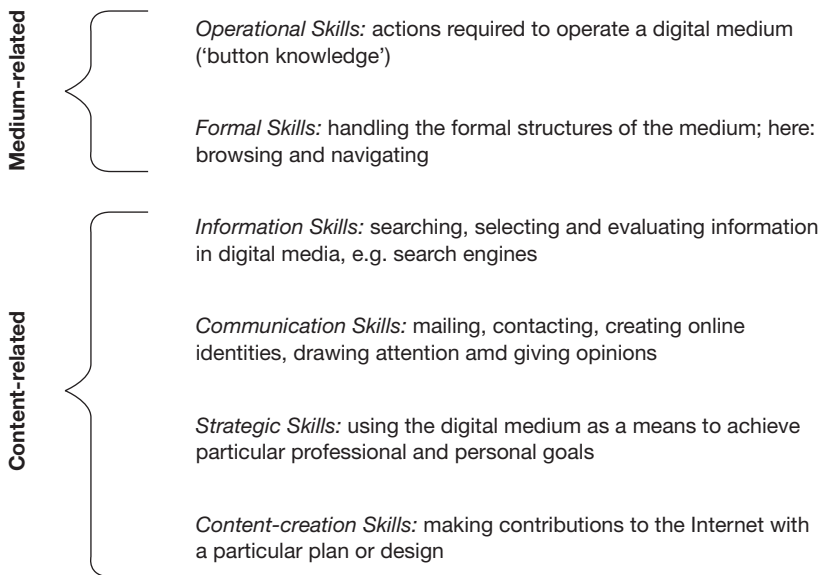 Medium-related
Operational Skills: actions required to operate a digital medium
(‘button knowledge’)
Formal Skills: handling the formal structures of the medium; here:
browsing and navigating
Content-related
Information Skills: searching, selecting and evaluating information
in digital media, e.g. search engines
Communication Skills: mailing, contacting, creating online
identities, drawing attention amd giving opinions
Strategic Skills: using the digital medium as a means to achieve
particular professional and personal goals
Content-creation Skills: making contributions to the Internet with
a particular plan or design